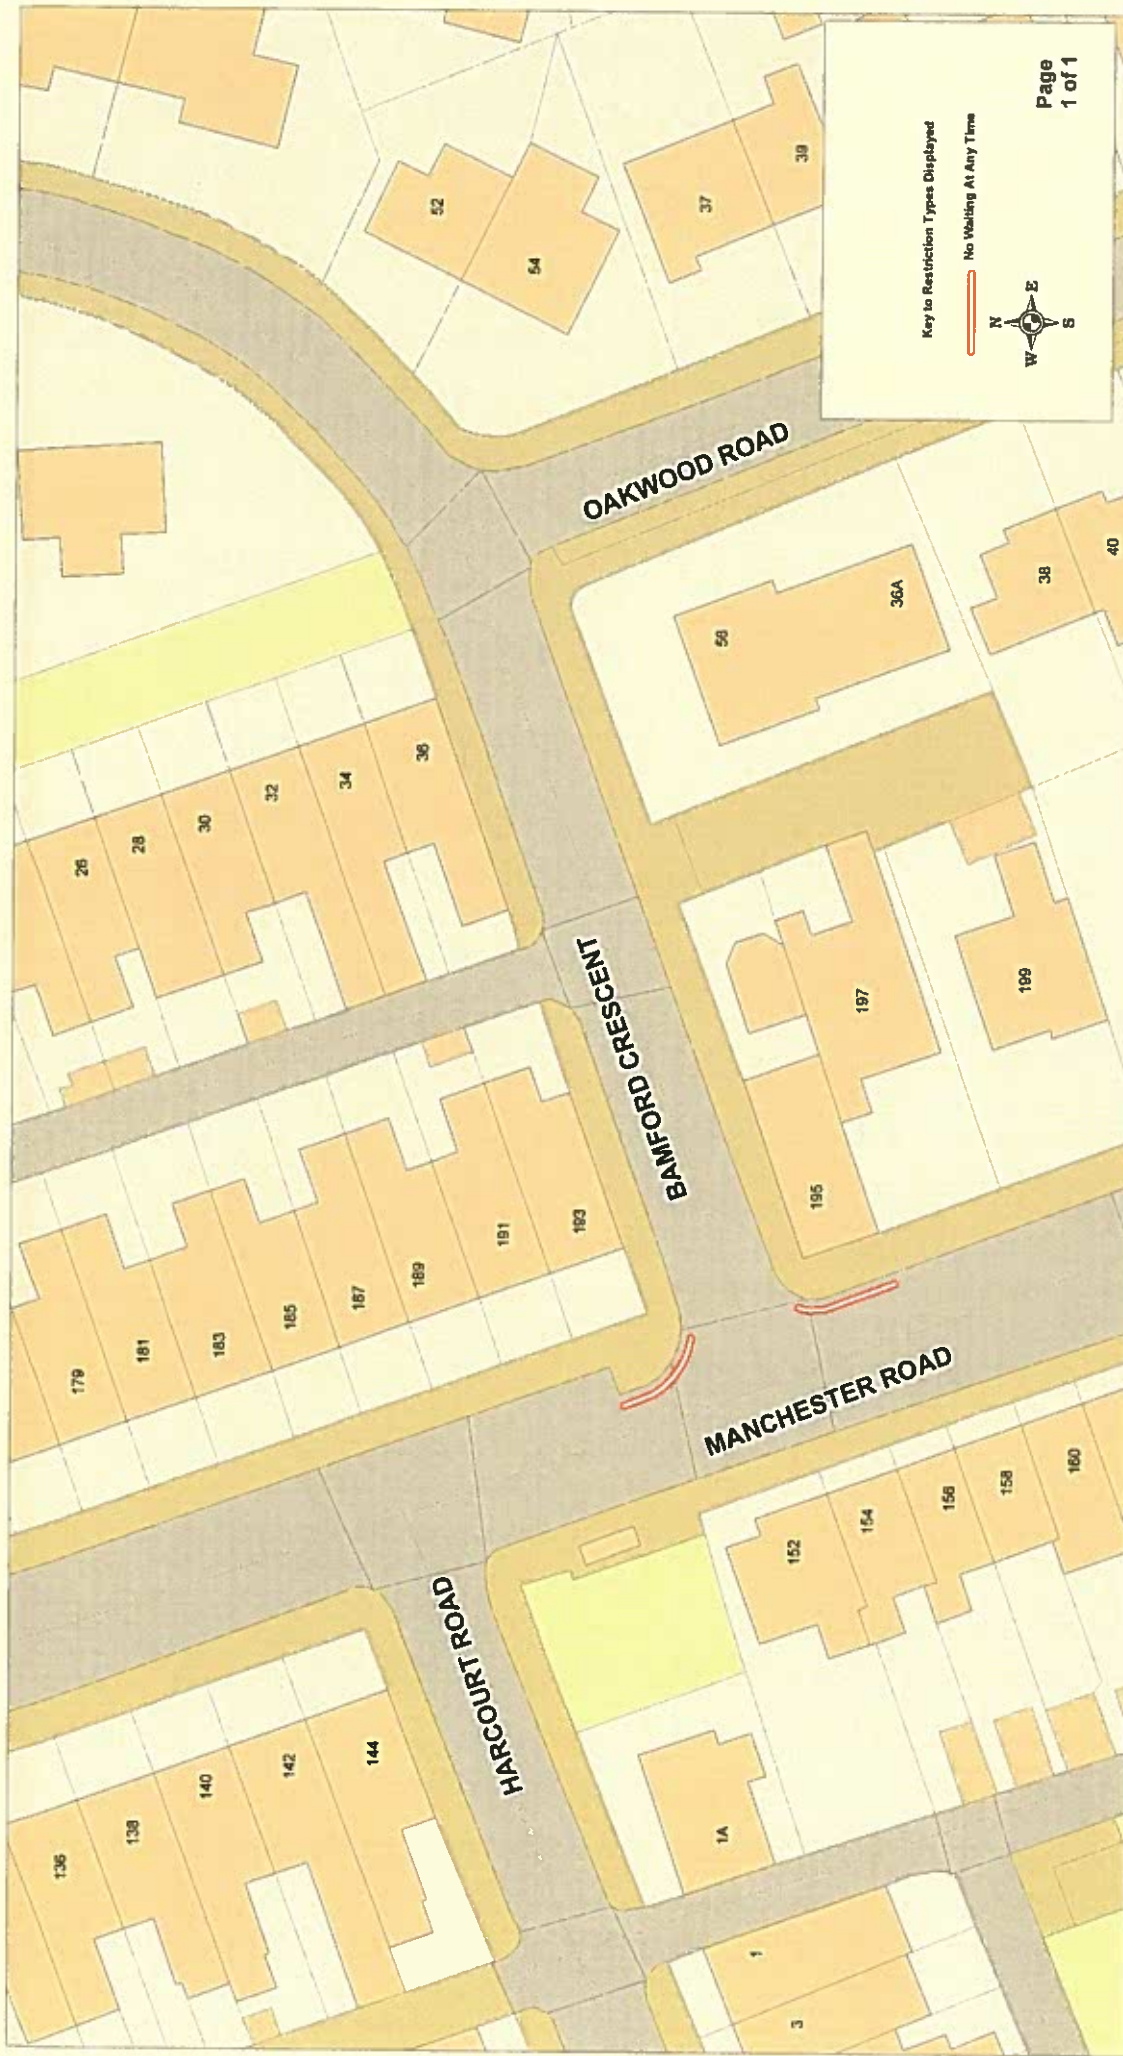 52
54
37
39
Key to Restriction Types Displayed
No Waiting At Any Time
N
W
E
S
Page
1 of 1
OAKWOOD ROAD
26
28
30
32
34
36
56
36A
38
40
BAMFORD CRESCENT
197
199
195
179
181
183
185
187
189
191
193
MANCHESTER ROAD
152
154
156
158
160
HARCOURT ROAD
136
138
140
142
144
1A
1
3